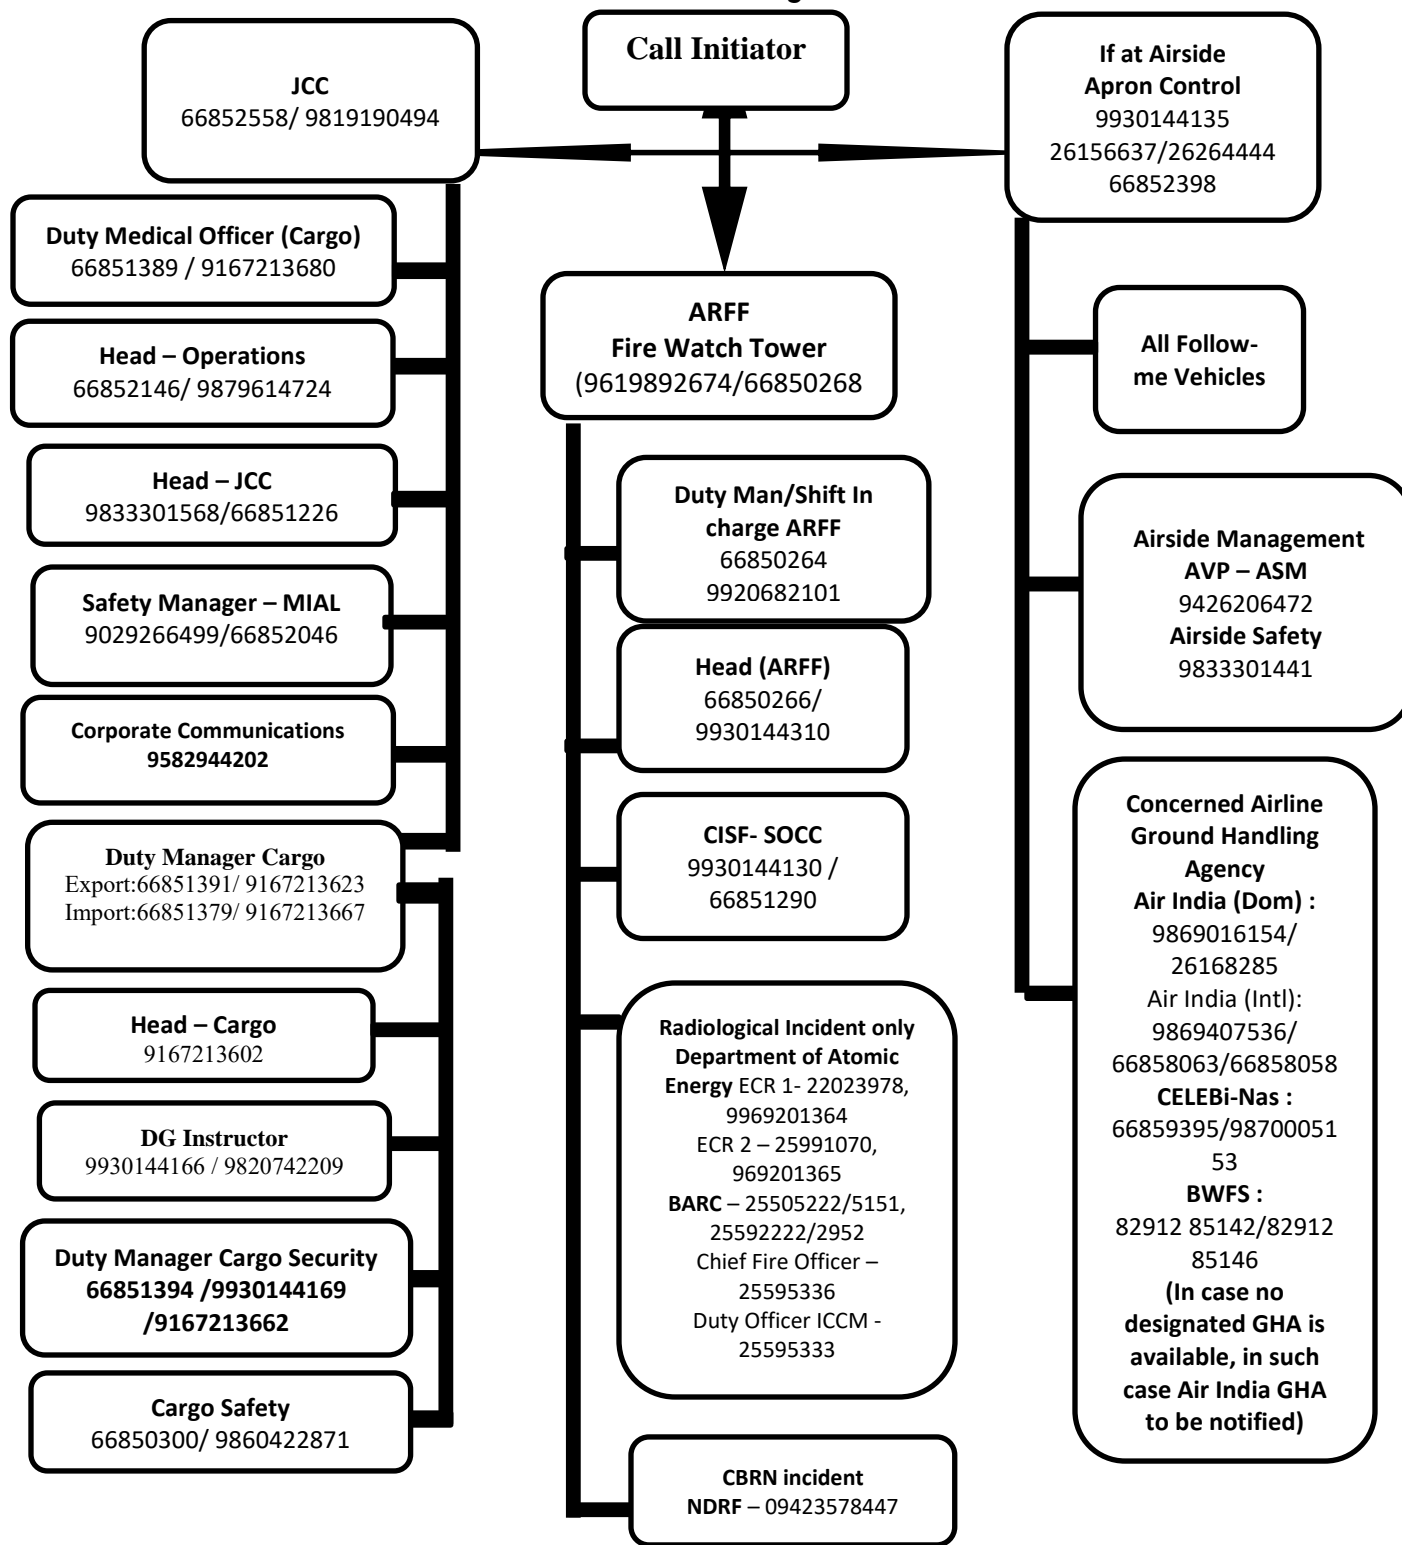 g
Call Initiator
JCC
66852558/ 9819190494
If at Airside
Apron Control
9930144135
26156637/26264444
66852398
Duty Medical Officer (Cargo)
66851389 / 9167213680
Head – Operations
66852146/ 9879614724
Head – JCC
9833301568/66851226
Safety Manager – MIAL
9029266499/66852046
Corporate Communications
9582944202
Duty Manager Cargo
Export:66851391/ 9167213623
Import:66851379/ 9167213667
Head – Cargo
9167213602
DG Instructor
9930144166 / 9820742209
Duty Manager Cargo Security
66851394 /9930144169
/9167213662
Cargo Safety
66850300/ 9860422871
ARFF
Fire Watch Tower
(9619892674/66850268
Duty Man/Shift In
charge ARFF
66850264
9920682101
Head (ARFF)
66850266/
9930144310
CISF- SOCC
9930144130 /
66851290
Radiological Incident only
Department of Atomic
Energy ECR 1- 22023978,
9969201364
ECR 2 – 25991070,
969201365
BARC – 25505222/5151,
25592222/2952
Chief Fire Officer –
25595336
Duty Officer ICCM -
25595333
CBRN incident
NDRF – 09423578447
All Follow-
me Vehicles
Airside Management
AVP – ASM
9426206472
Airside Safety
9833301441
Concerned Airline
Ground Handling
Agency
Air India (Dom) :
9869016154/
26168285
Air India (Intl):
9869407536/
66858063/66858058
CELEBi-Nas :
66859395/98700051
53
BWFS :
82912 85142/82912
85146
(In case no
designated GHA is
available, in such
case Air India GHA
to be notified)